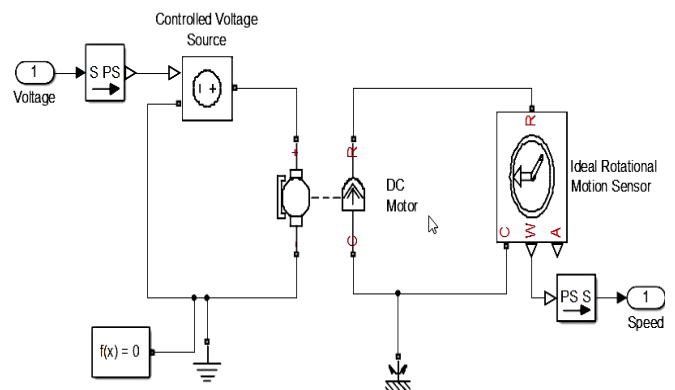 Controlled Voltage
Source
1
S PS
Voltage
+
+
R
R
DC
Motor
Ideal Rotational
Motion Sensor
C
C
W
A
f(x) = 0
PS S
1
Speed